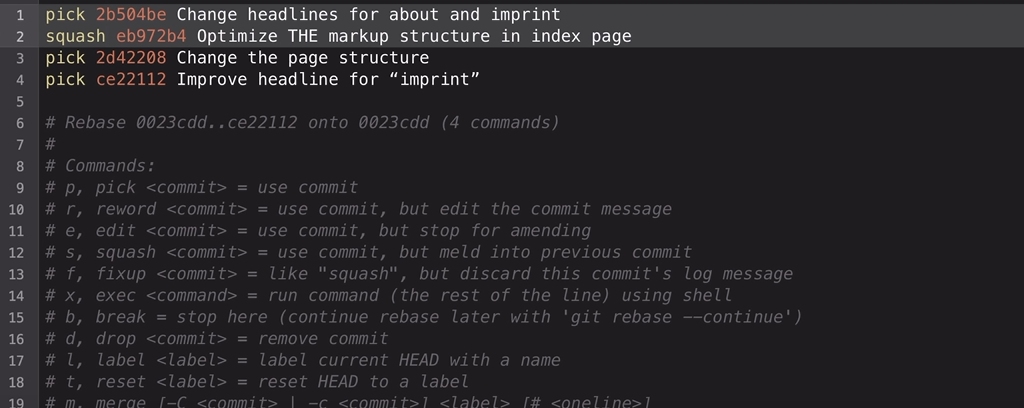 1 pick 2b504be Change headlines for about and imprint
2 squash eb972b4 Optimize THE markup structure in index page
3 pick 2d42208 Change the page structure
4 pick ce22112 Improve headline for “imprint”
5
6 # Rebase 0023cdd..ce22112 onto 0023cdd (4 commands)
7 #
8 # Commands:
9 # p, pick <commit> = use commit
10 # r, reword <commit> = use commit, but edit the commit message
11 # e, edit <commit> = use commit, but stop for amending
12 # s, squash <commit> = use commit, but meld into previous commit
13 # f, fixup <commit> = like "squash", but discard this commit's log message
14 # x, exec <command> = run command (the rest of the line) using shell
15 # b, break = stop here (continue rebase later with 'git rebase --continue')
16 # d, drop <commit> = remove commit
17 # l, label <label> = label current HEAD with a name
18 # t, reset <label> = reset HEAD to a label
19 # m, merge [-C <commit> | -c <commit>] <label> [# <oneline>]